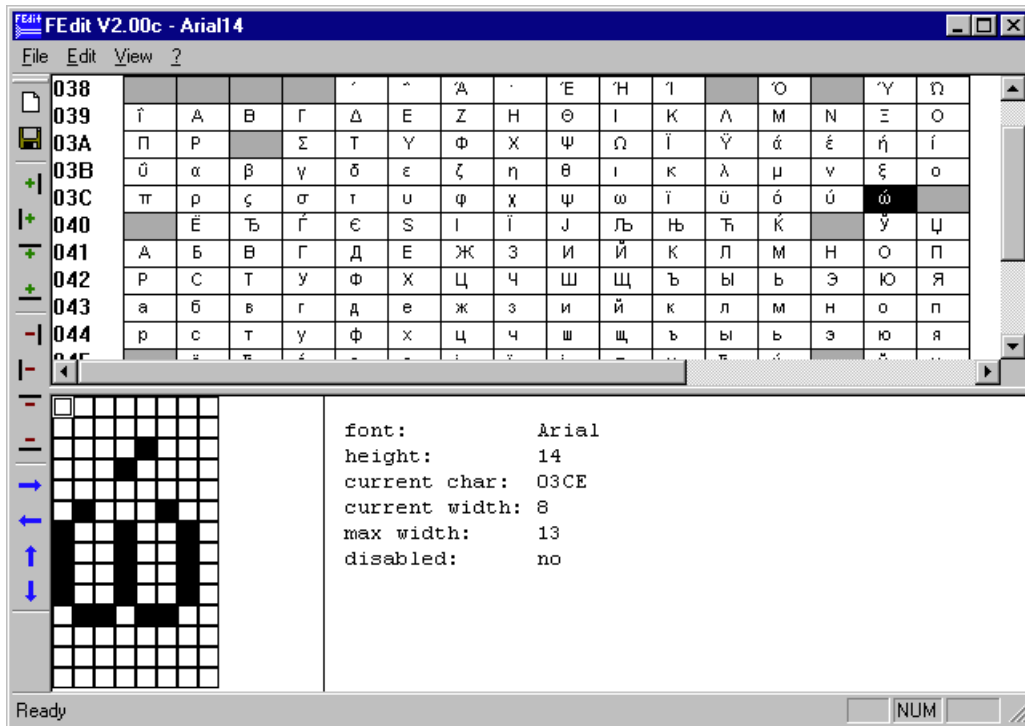 FEdit V2.00c - Arial14
File Edit View ?
038 ΄ ΅ Ά · Έ Ή Ί Ό Ύ Ώ
039 ΐ Α Β Γ Δ Ε Ζ Η Θ Ι Κ Λ Μ Ν Ξ Ο
03A Π Ρ Σ Τ Υ Φ Χ Ψ Ω Ϊ Ϋ ά έ ή ί
03B ΰ α β γ δ ε ζ η θ ι κ λ μ ν ξ ο
03C π ρ ς σ τ υ φ χ ψ ω ϊ ϋ ό ύ ώ
040 Ё Ђ Ѓ Є Ѕ І Ї Ј Љ Њ Ћ Ќ Ў Џ
041 А Б В Г Д Е Ж З И Й К Л М Н О П
042 Р С Т У Ф Х Ц Ч Ш Щ Ъ Ы Ь Э Ю Я
043 а б в г д е ж з и й к л м н о п
044 р с т у ф х ц ч ш щ ъ ы ь э ю я
font: Arial
height: 14
current char: 03CE
current width: 8
max width: 13
disabled: no
Ready NUM